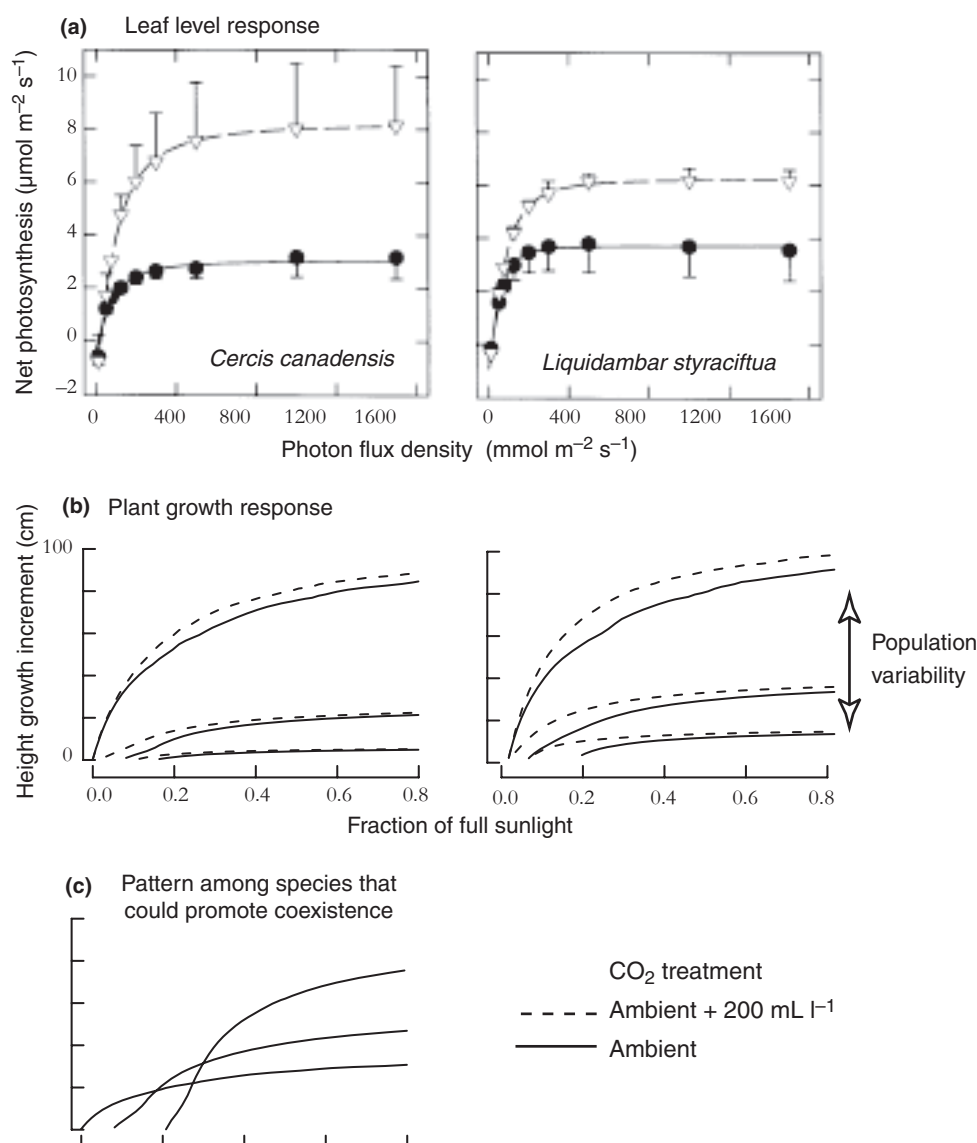 (a) Leaf level response
Net photosynthesis (μmol m⁻² s⁻¹)
10
8
6
4
2
0
–2
Cercis canadensis
Liquidambar styraciftua
0 400 800 1200 1600
0 400 800 1200 1600
Photon flux density (mmol m⁻² s⁻¹)
(b) Plant growth response
Height growth increment (cm)
100
0
Population
variability
0.0 0.2 0.4 0.6 0.8
0.0 0.2 0.4 0.6 0.8
Fraction of full sunlight
(c) Pattern among species that
could promote coexistence
CO₂ treatment
Ambient + 200 mL l⁻¹
Ambient